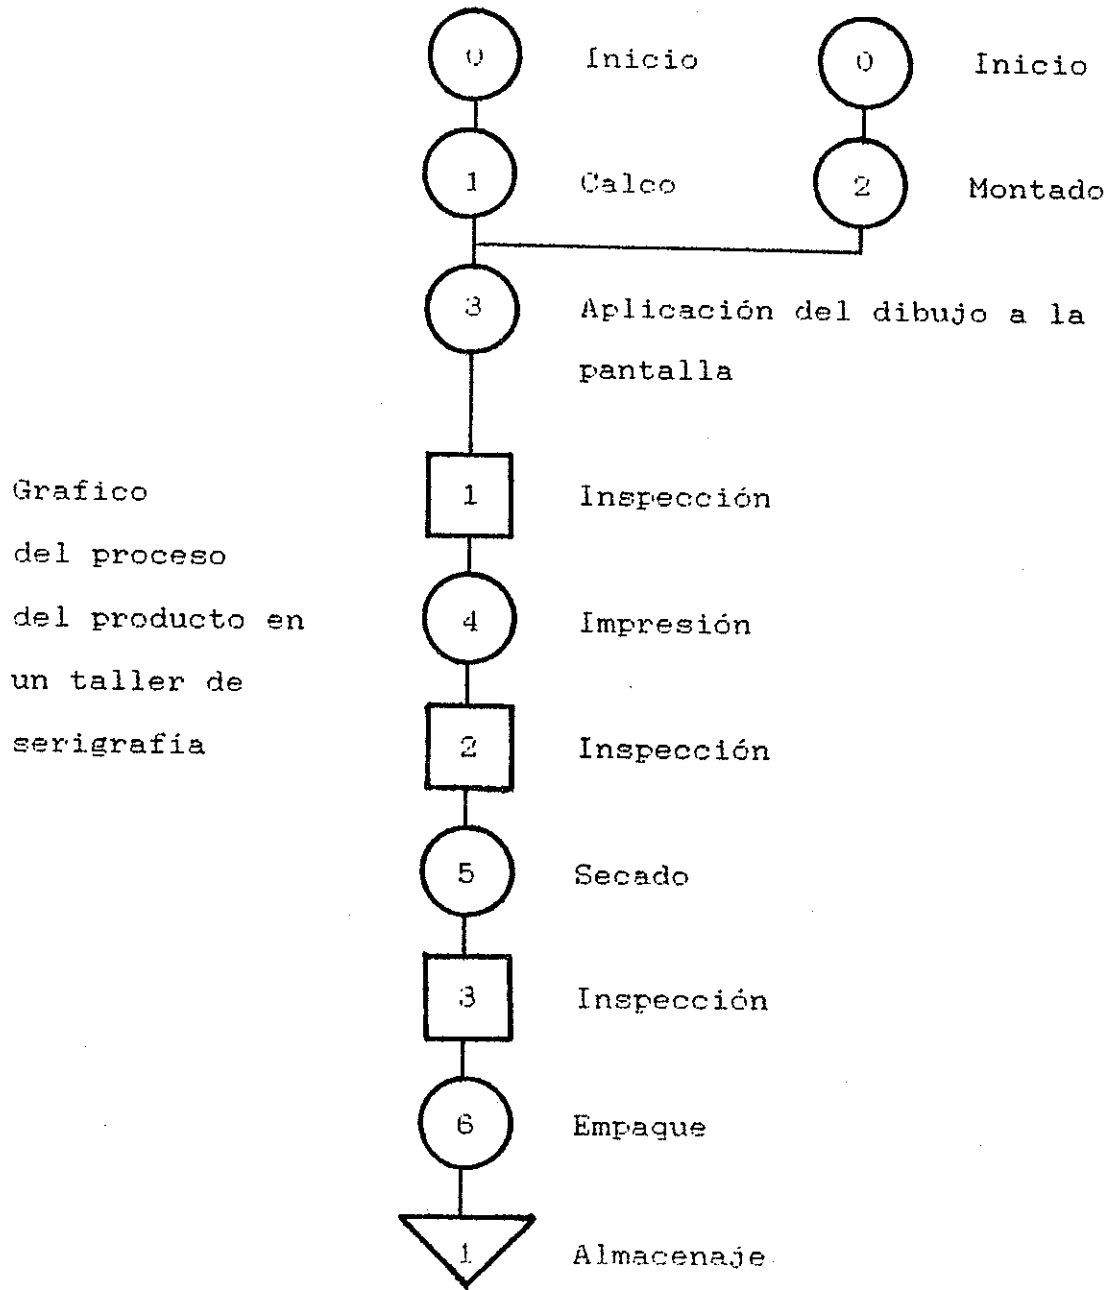 0 Inicio 0 Inicio
1 Calco 2 Montado
3 Aplicación del dibujo a la
pantalla
Grafico
del proceso
del producto en
un taller de
serigrafía
1 Inspección
4 Impresión
2 Inspección
5 Secado
3 Inspección
6 Empaque
1 Almacenaje